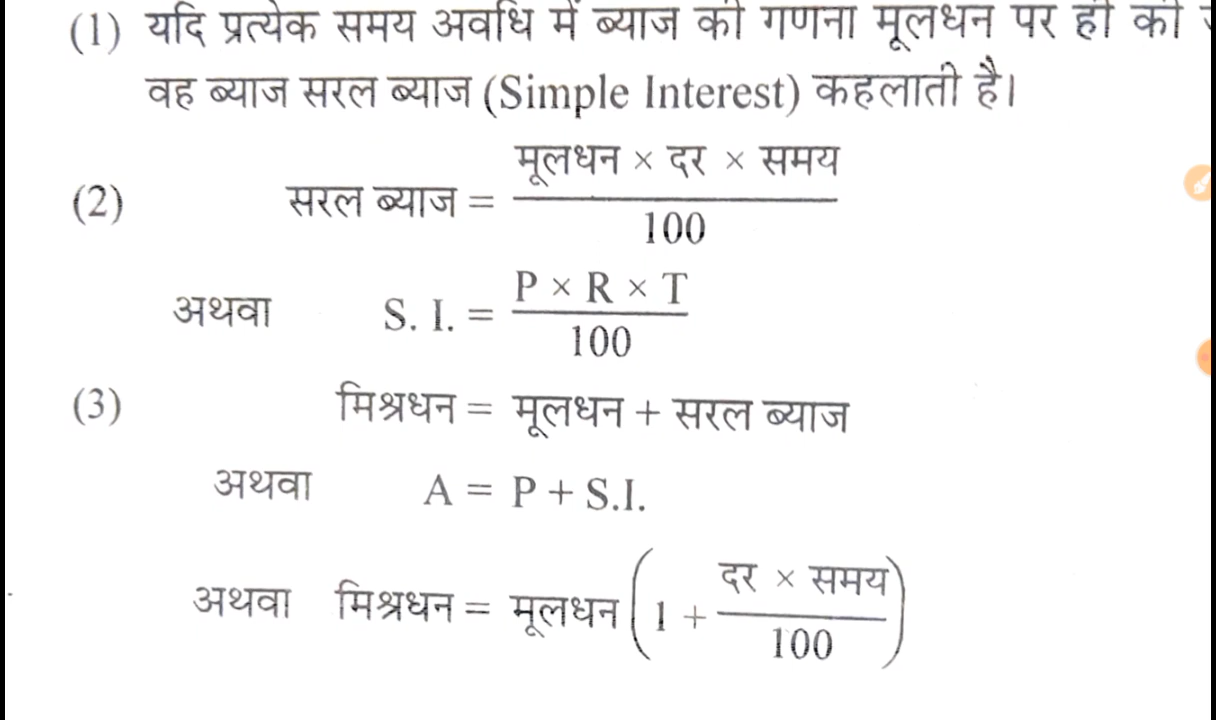 (1) यदि प्रत्येक समय अवधि में ब्याज की गणना मूलधन पर ही की
वह ब्याज सरल ब्याज (Simple Interest) कहलाती है।
(2) सरल ब्याज = मूलधन × दर × समय / 100
अथवा S. I. = P × R × T / 100
(3) मिश्रधन = मूलधन + सरल ब्याज
अथवा A = P + S.I.
अथवा मिश्रधन = मूलधन (1 + दर × समय / 100)